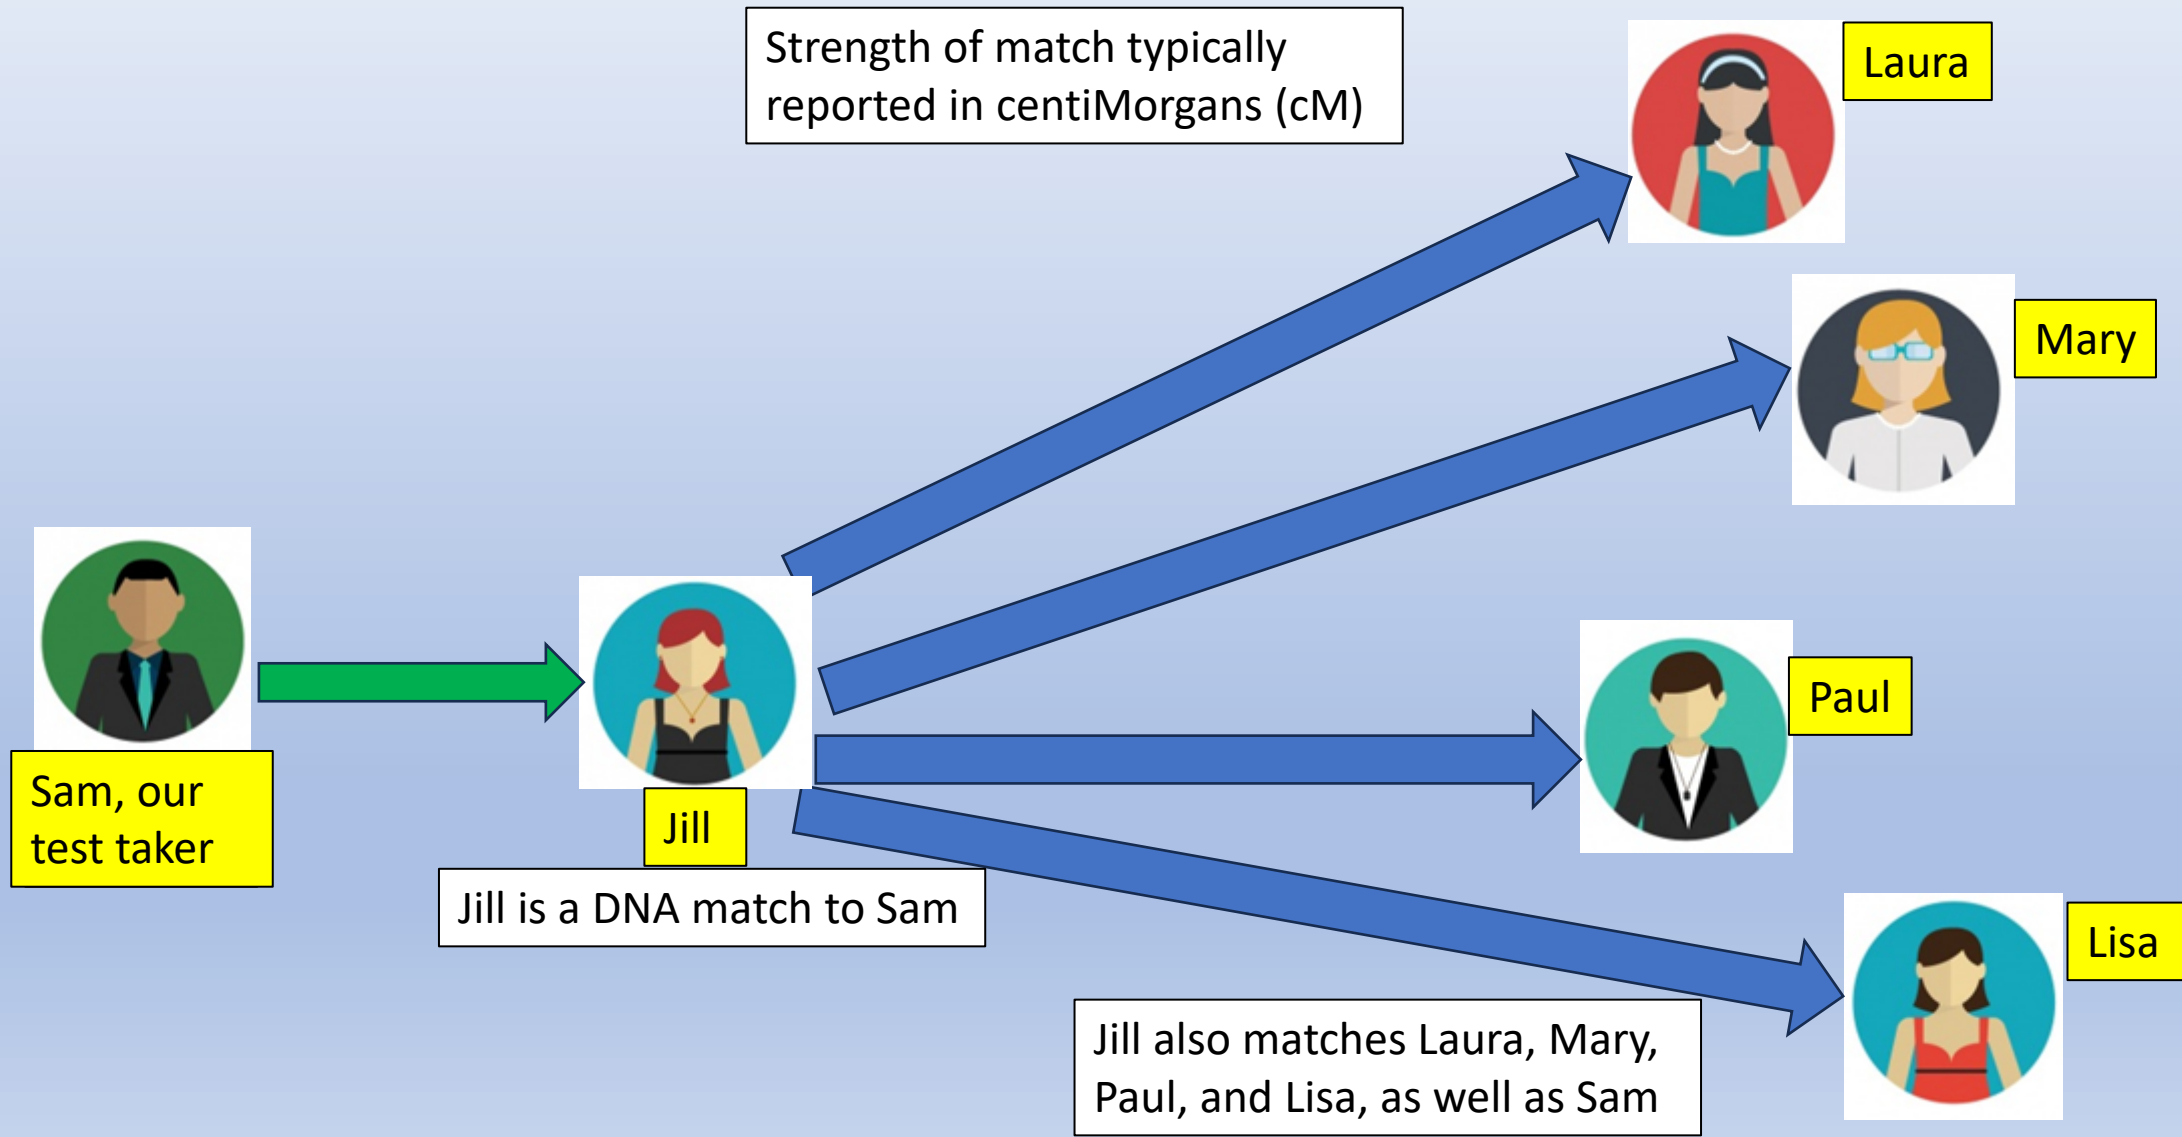 Strength of match typically
reported in centiMorgans (cM)
Laura
Mary
Sam, our
test taker
Jill
Jill is a DNA match to Sam
Paul
Lisa
Jill also matches Laura, Mary,
Paul, and Lisa, as well as Sam